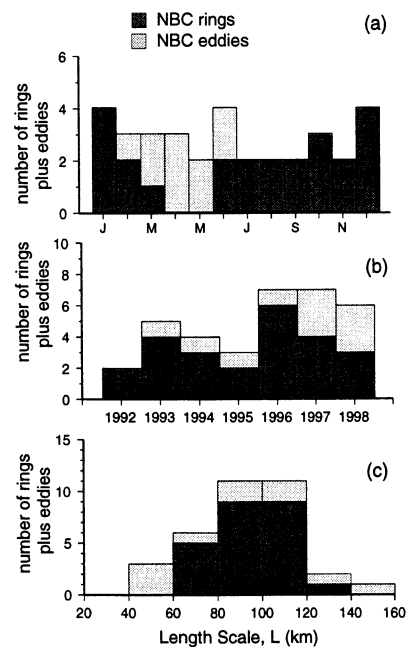 NBC rings
NBC eddies
(a)
number of rings
plus eddies
6
4
2
0
J M M J S N
(b)
number of rings
plus eddies
10
8
6
4
2
0
1992 1993 1994 1995 1996 1997 1998
(c)
number of rings
plus eddies
15
10
5
0
20 40 60 80 100 120 140 160
Length Scale, L (km)